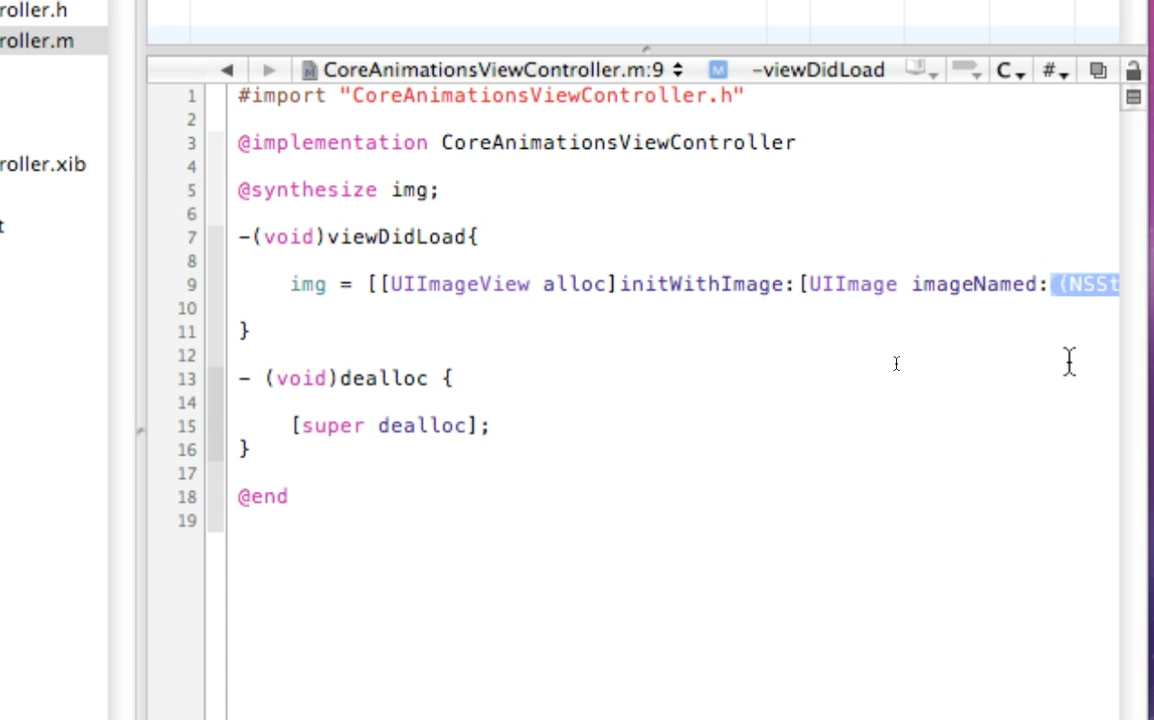 roller.h
roller.m
CoreAnimationsViewController.m:9 M -viewDidLoad C #
1 #import "CoreAnimationsViewController.h"
2
3 @implementation CoreAnimationsViewController
4
roller.xib
5 @synthesize img;
6
t
7 -(void)viewDidLoad{
8
9 img = [[UIImageView alloc]initWithImage:[UIImage imageNamed:(NSSt
10
11 }
12
13 - (void)dealloc {
14
15 [super dealloc];
16 }
17
18 @end
19